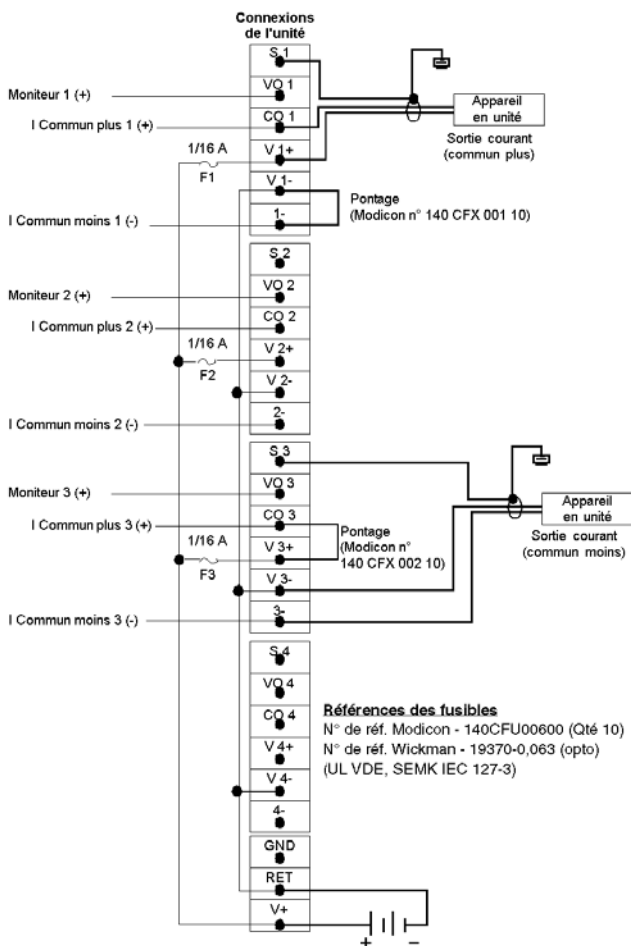 Connexions
de l'unité
S 1
Moniteur 1 (+)
VO 1
I Commun plus 1 (+)
CO 1
Appareil
en unité
Sortie courant
(commun plus)
1/16 A
F1
V 1+
V 1-
Pontage
(Modicon n° 140 CFX 001 10)
I Commun moins 1 (-)
1-
S 2
Moniteur 2 (+)
VO 2
I Commun plus 2 (+)
CO 2
1/16 A
F2
V 2+
V 2-
I Commun moins 2 (-)
2-
S 3
Moniteur 3 (+)
VO 3
Appareil
en unité
Sortie courant
(commun moins)
I Commun plus 3 (+)
CO 3
Pontage
(Modicon n°
140 CFX 002 10)
1/16 A
F3
V 3+
V 3-
I Commun moins 3 (-)
3-
S 4
VO 4
CO 4
V 4+
V 4-
4-
Références des fusibles
N° de réf. Modicon - 140CFU00600 (Qté 10)
N° de réf. Wickman - 19370-0,063 (opto)
(UL VDE, SEMK IEC 127-3)
GND
RET
V+
+ −